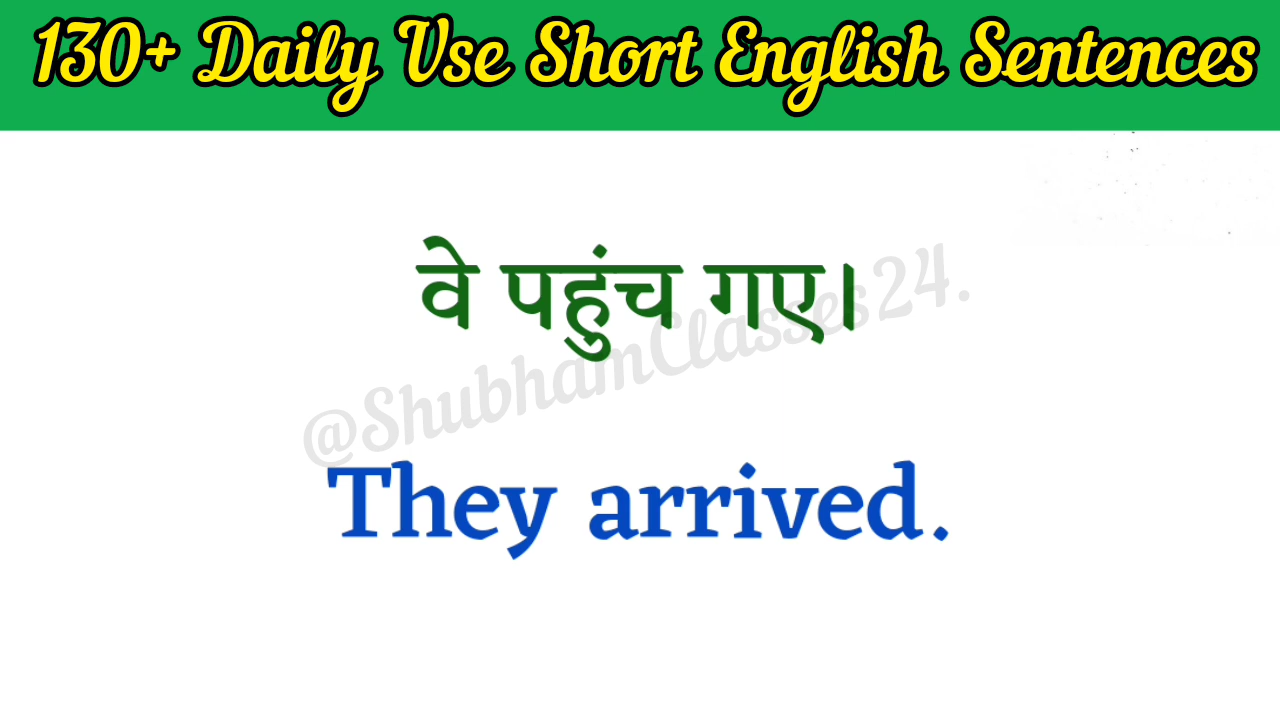 130+ Daily Use Short English Sentences
वे पहुंच गए।
@ShubhamClasses24.
They arrived.